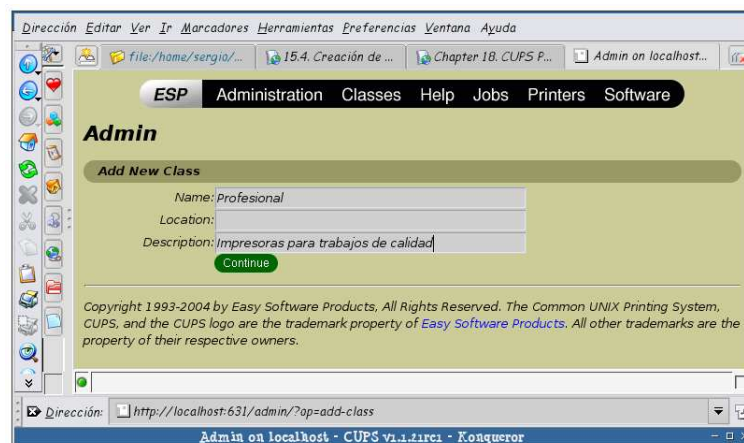 Dirección Editar Ver Ir Marcadores Herramientas Preferencias Ventana Ayuda
file:/home/sergio/... 15.4. Creación de ... Chapter 18. CUPS P... Admin on localhost...
ESP Administration Classes Help Jobs Printers Software
Admin
Add New Class
Name: Profesional
Location:
Description: Impresoras para trabajos de calidad
Continue
Copyright 1993-2004 by Easy Software Products, All Rights Reserved. The Common UNIX Printing System,
CUPS, and the CUPS logo are the trademark property of Easy Software Products. All other trademarks are the
property of their respective owners.
Dirección: http://localhost:631/admin/?op=add-class
Admin on localhost - CUPS v1.1.21rc1 - Konqueror